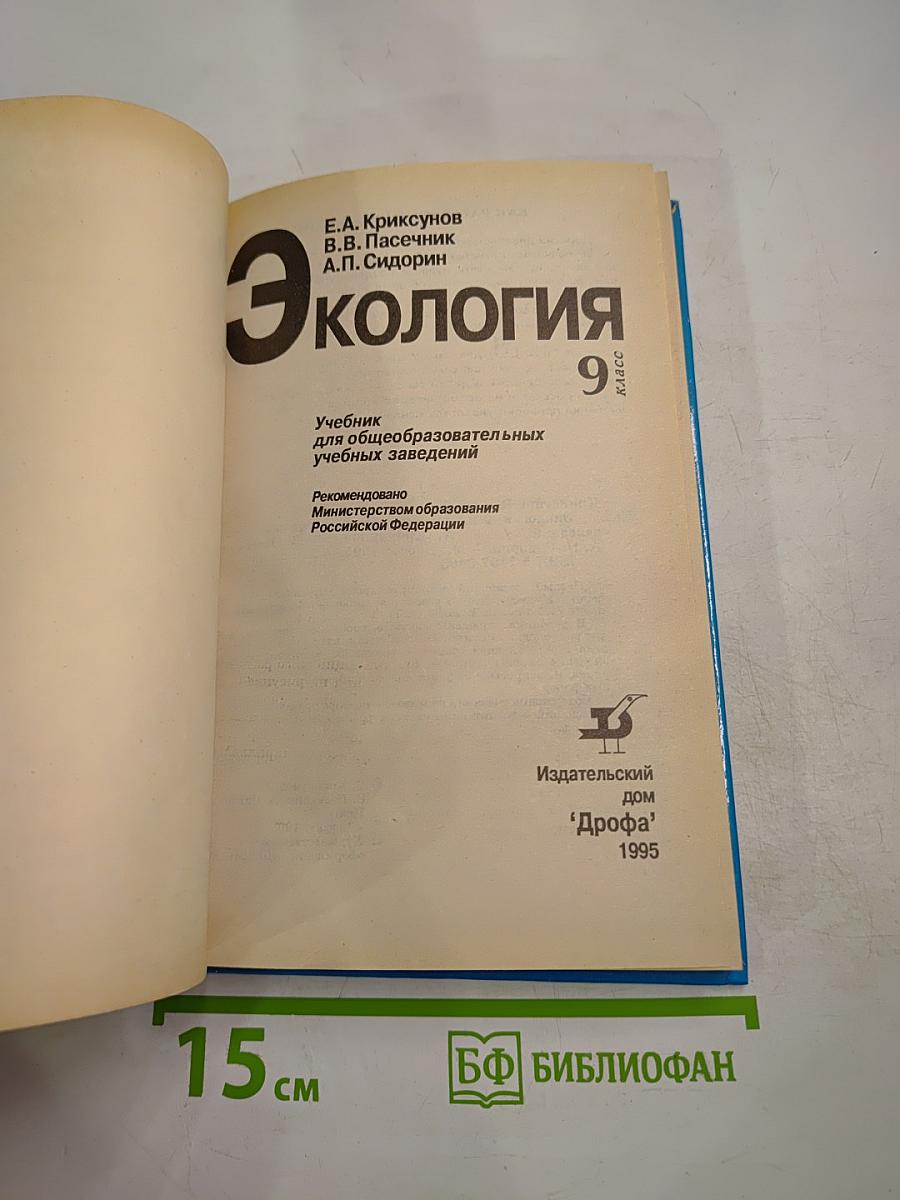 Е.А. Криксунов
В.В. Пасечник
А.П. Сидорин
Экология
9 класс
Учебник
для общеобразовательных
учебных заведений
Рекомендовано
Министерством образования
Российской Федерации
Издательский
дом
‘Дрофа’
1995
15 см
БФ БИБЛИОФАН